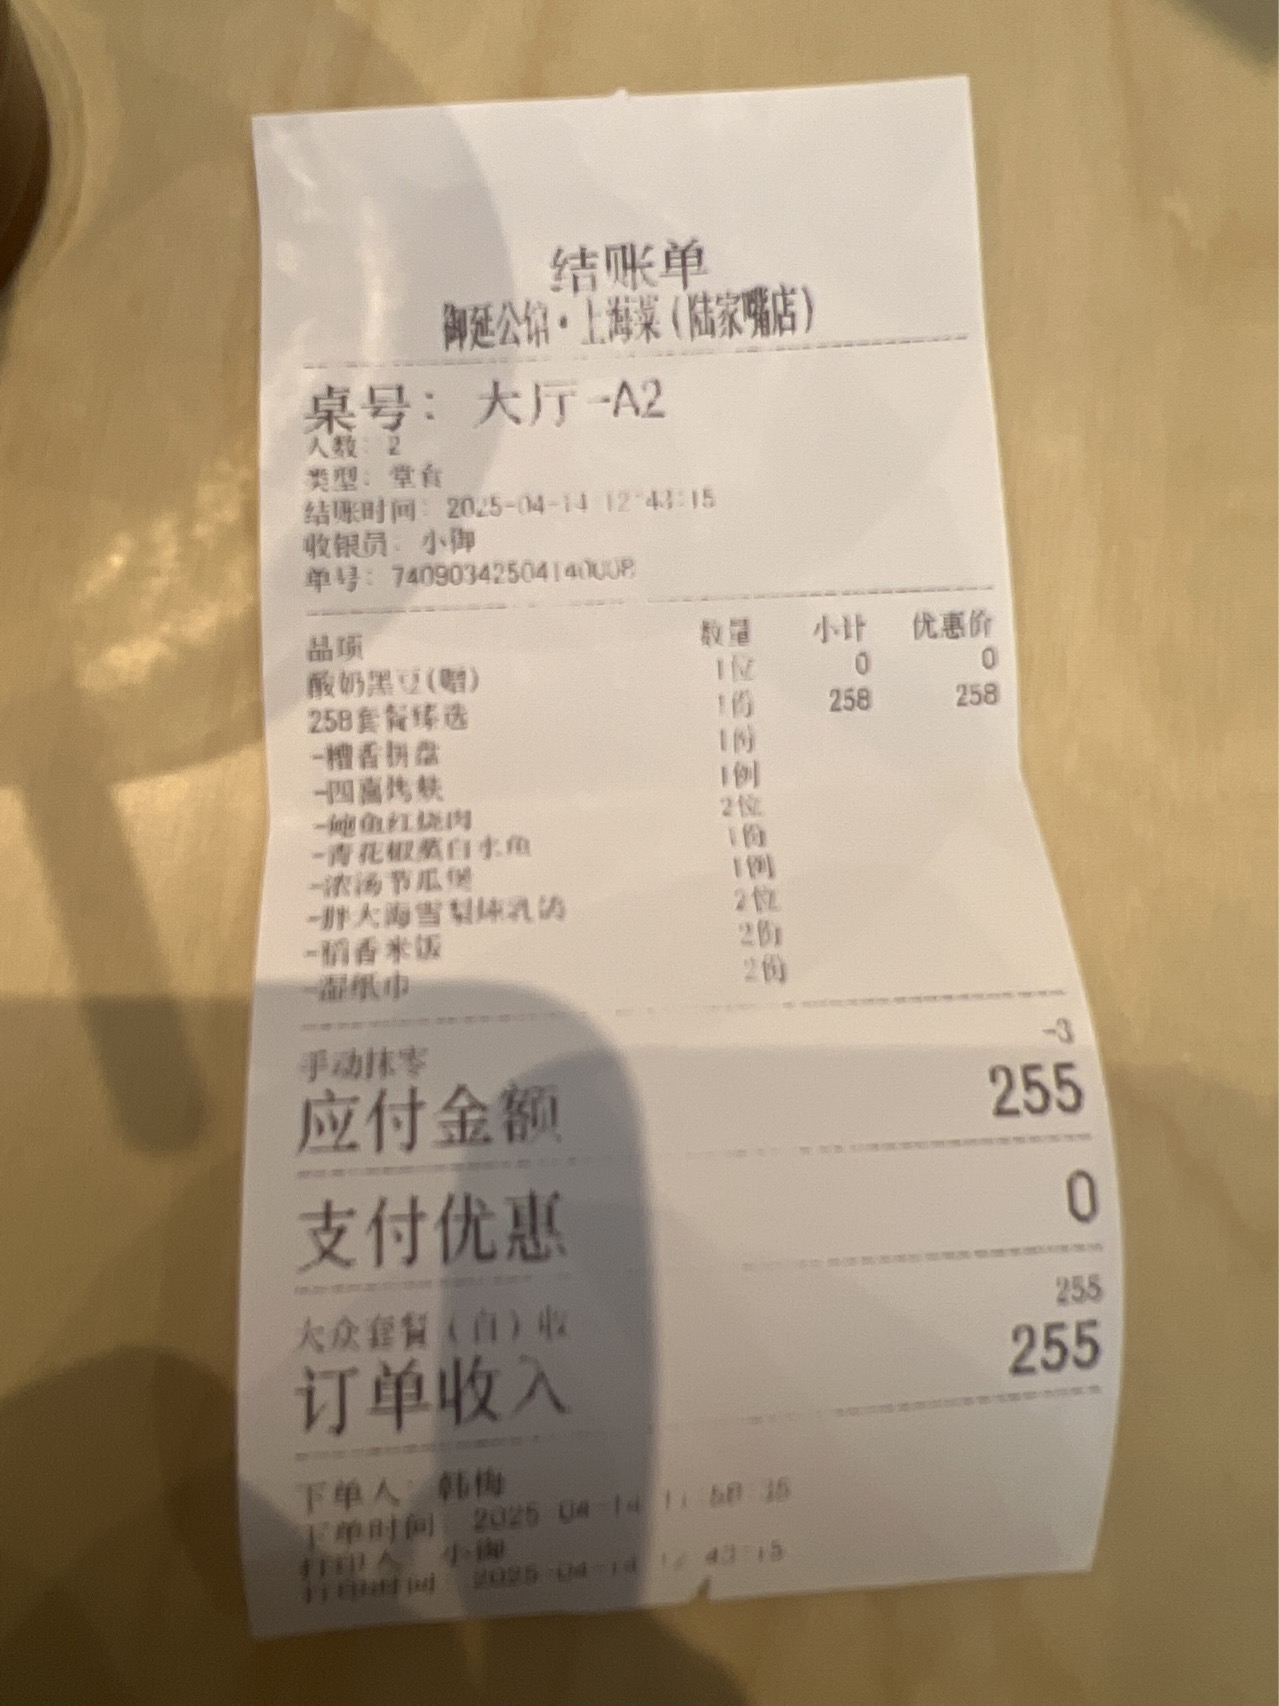 结账单
御延公馆·上海菜(陆家嘴店)
桌号: 大厅-A2
人数: 2
类型: 堂食
结账时间: 2025-04-14 12:43:15
收银员: 小御
单号: 74090342504140008
品项 数量 小计 优惠价
酸奶黑豆(赠) 1位 0 0
258套餐臻选 1份 258 258
-糟香拼盘 1份
-四喜烤麸 1例
-鲍鱼红烧肉 2位
-青花椒蒸白水鱼 1份
-浓汤节瓜煲 1例
-胖大海雪梨炖乳鸽 2位
-稻香米饭 2份
-湿纸巾 2份
手动抹零 -3
应付金额 255
支付优惠 0
大众套餐(自)收 255
订单收入 255
下单人: 韩梅
下单时间 2025-04-14 11:58:35
打印人 小御
打印时间 2025-04-14 12:43:15